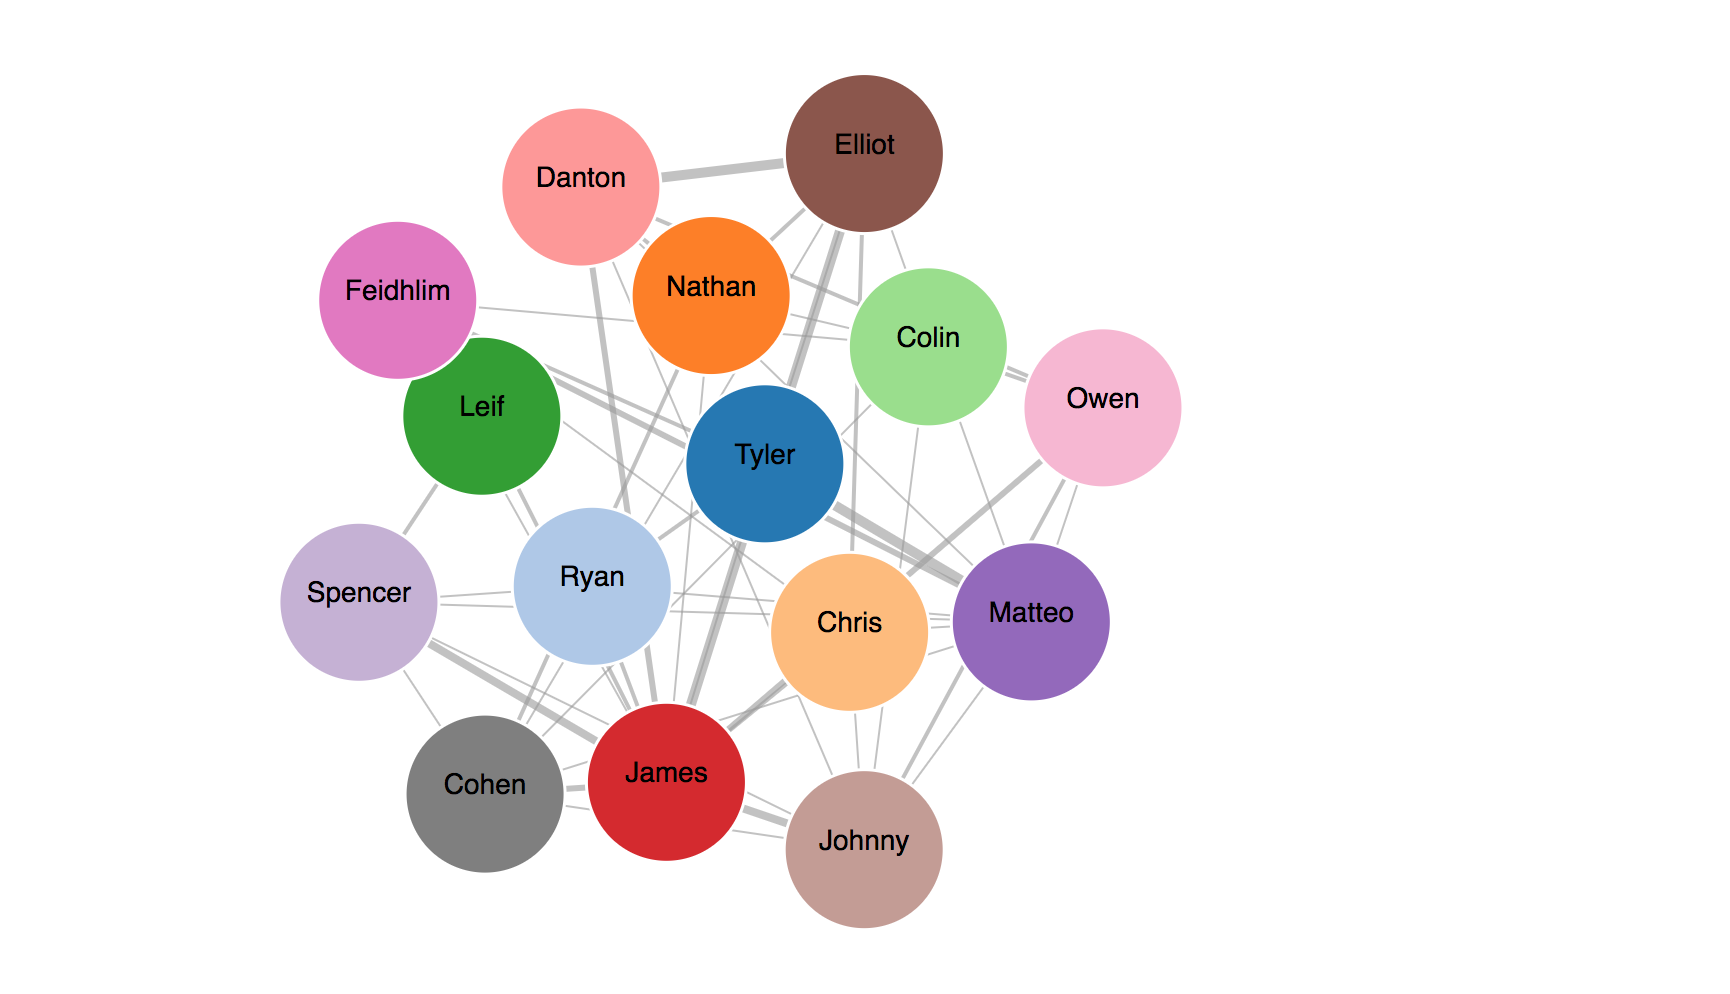 Elliot
Danton
Nathan
Feidhlim
Colin
Owen
Leif
Tyler
Ryan
Spencer
Matteo
Chris
James
Cohen
Johnny